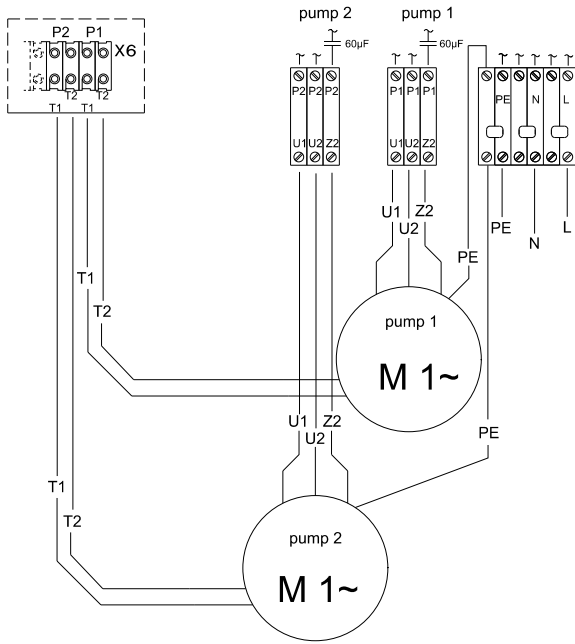 pump 2 pump 1
P2 P1 X6
60µF 60µF
T2 T2
T1 T1
P2 P2 P2 P1 P1 P1 PE N L
U1 U2 Z2 U1 U2 Z2
U1 Z2
U2
PE N L
PE
T1
T2
pump 1
M 1~
U1 Z2
U2
PE
T1
T2
pump 2
M 1~